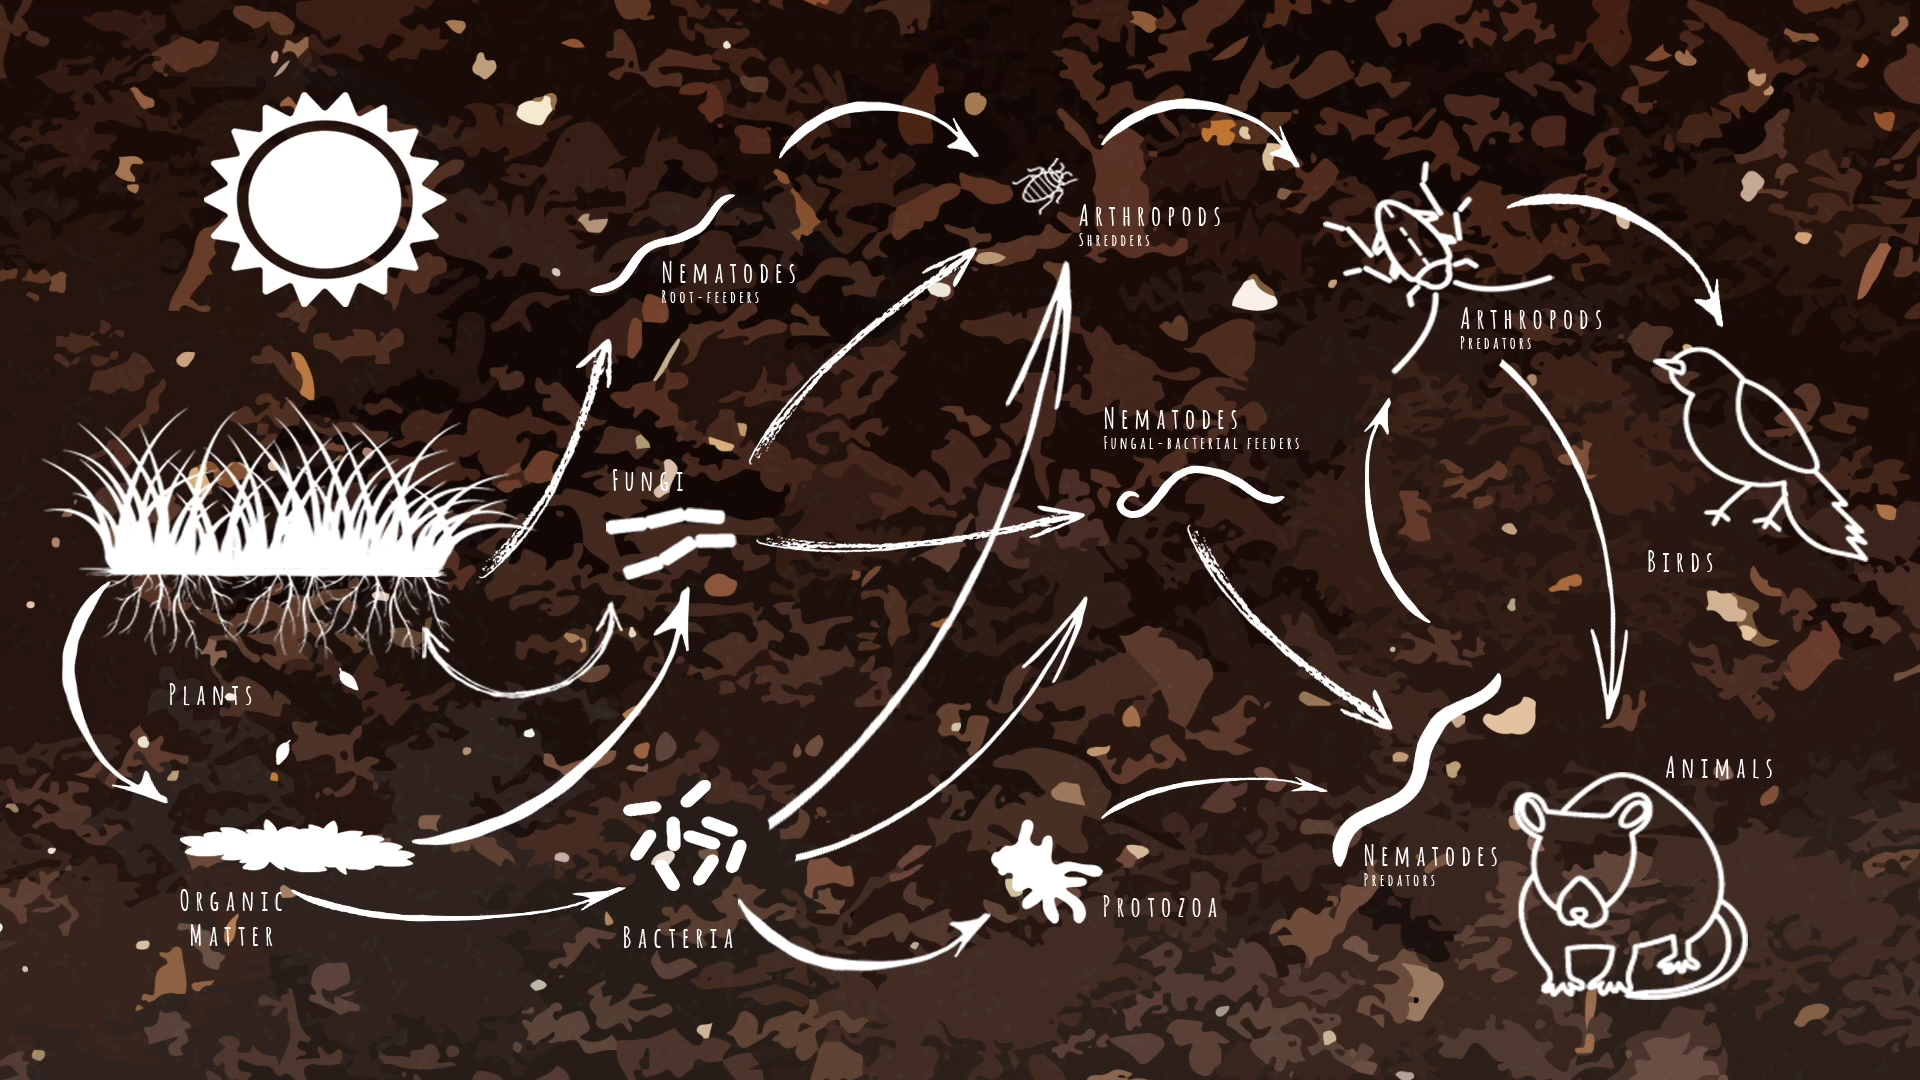 Arthropods
Shredders
Nematodes
Root-feeders
Arthropods
Predators
Nematodes
Fungal-bacterial feeders
Fungi
Birds
Plants
Animals
Nematodes
Predators
Organic
Matter
Protozoa
Bacteria